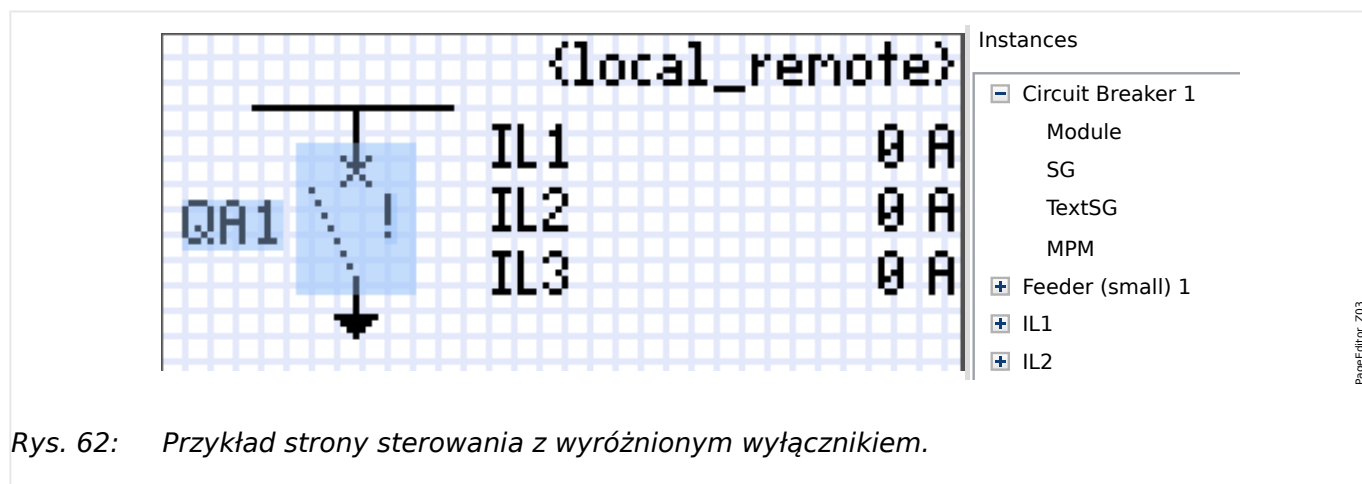 {local_remote}
IL1 0 A
QA1 !
IL2 0 A
IL3 0 A
Instances
Circuit Breaker 1
Module
SG
TextSG
MPM
Feeder (small) 1
IL1
IL2
PageEditor_Z03
Rys. 62: Przykład strony sterowania z wyróżnionym wyłącznikiem.